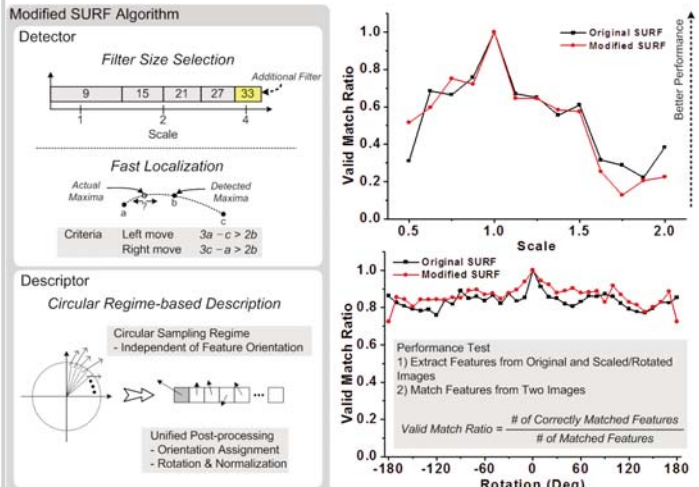 Modified SURF Algorithm
Detector
Filter Size Selection
Additional Filter
9 15 21 27 33
1 2 4
Scale
Fast Localization
Actual
Maxima
Detected
Maxima
a ? b c
Criteria Left move 3a - c > 2b
Right move 3c - a > 2b
Descriptor
Circular Regime-based Description
Circular Sampling Regime
- Independent of Feature Orientation
Unified Post-processing
- Orientation Assignment
- Rotation & Normalization
Valid Match Ratio
1.0
0.8
0.6
0.4
0.2
0.0
Original SURF
Modified SURF
Better Performance
0.5 1.0 1.5 2.0
Scale
Valid Match Ratio
1.0
0.8
0.6
0.4
0.2
0.0
Original SURF
Modified SURF
Performance Test
1) Extract Features from Original and Scaled/Rotated
Images
2) Match Features from Two Images
Valid Match Ratio = # of Correctly Matched Features
# of Matched Features
-180 -120 -60 0 60 120 180
Rotation (Deg)